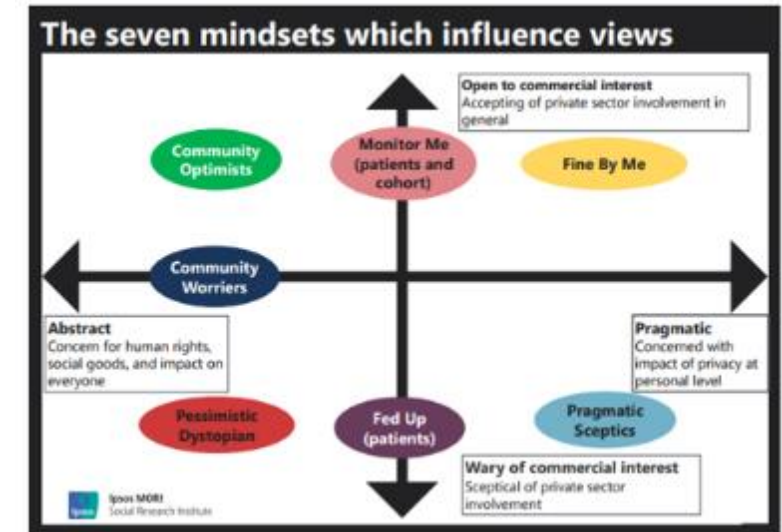 The seven mindsets which influence views
Open to commercial interest
Accepting of private sector involvement in
general
Community
Optimists
Monitor Me
(patients and
cohort)
Fine By Me
Community
Worriers
Abstract
Concern for human rights,
social goods, and impact on
everyone
Pragmatic
Concerned with
impact of privacy at
personal level
Pessimistic
Dystopian
Fed Up
(patients)
Pragmatic
Sceptics
Wary of commercial interest
Sceptical of private sector
involvement
Ipsos MORI
Social Research Institute